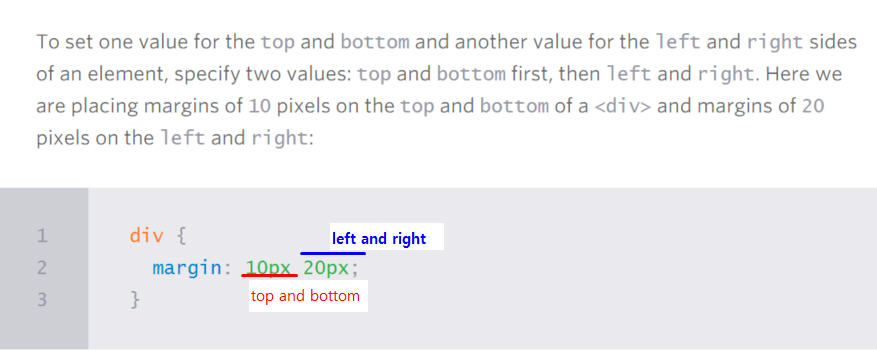 To set one value for the top and bottom and another value for the left and right sides
of an element, specify two values: top and bottom first, then left and right. Here we
are placing margins of 10 pixels on the top and bottom of a <div> and margins of 20
pixels on the left and right:
1 div {
left and right
2 margin: 10px 20px;
top and bottom
3 }